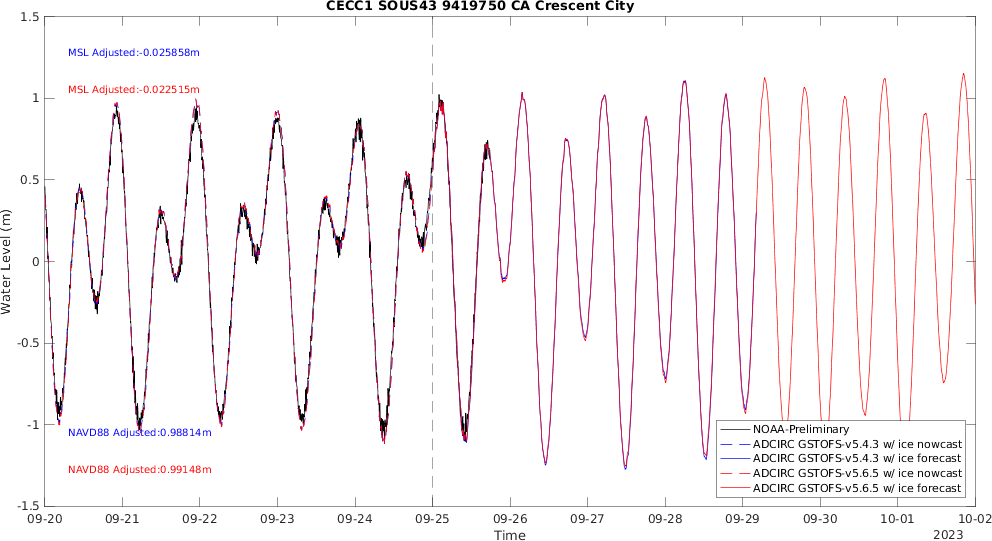 CECC1 SOUS43 9419750 CA Crescent City
1.5
1
0.5
0
-0.5
-1
-1.5
Water Level (m)
MSL Adjusted:-0.025858m
MSL Adjusted:-0.022515m
NAVD88 Adjusted:0.98814m
NAVD88 Adjusted:0.99148m
NOAA-Preliminary
ADCIRC GSTOFS-v5.4.3 w/ ice nowcast
ADCIRC GSTOFS-v5.4.3 w/ ice forecast
ADCIRC GSTOFS-v5.6.5 w/ ice nowcast
ADCIRC GSTOFS-v5.6.5 w/ ice forecast
09-20 09-21 09-22 09-23 09-24 09-25 09-26 09-27 09-28 09-29 09-30 10-01 10-02
Time
2023